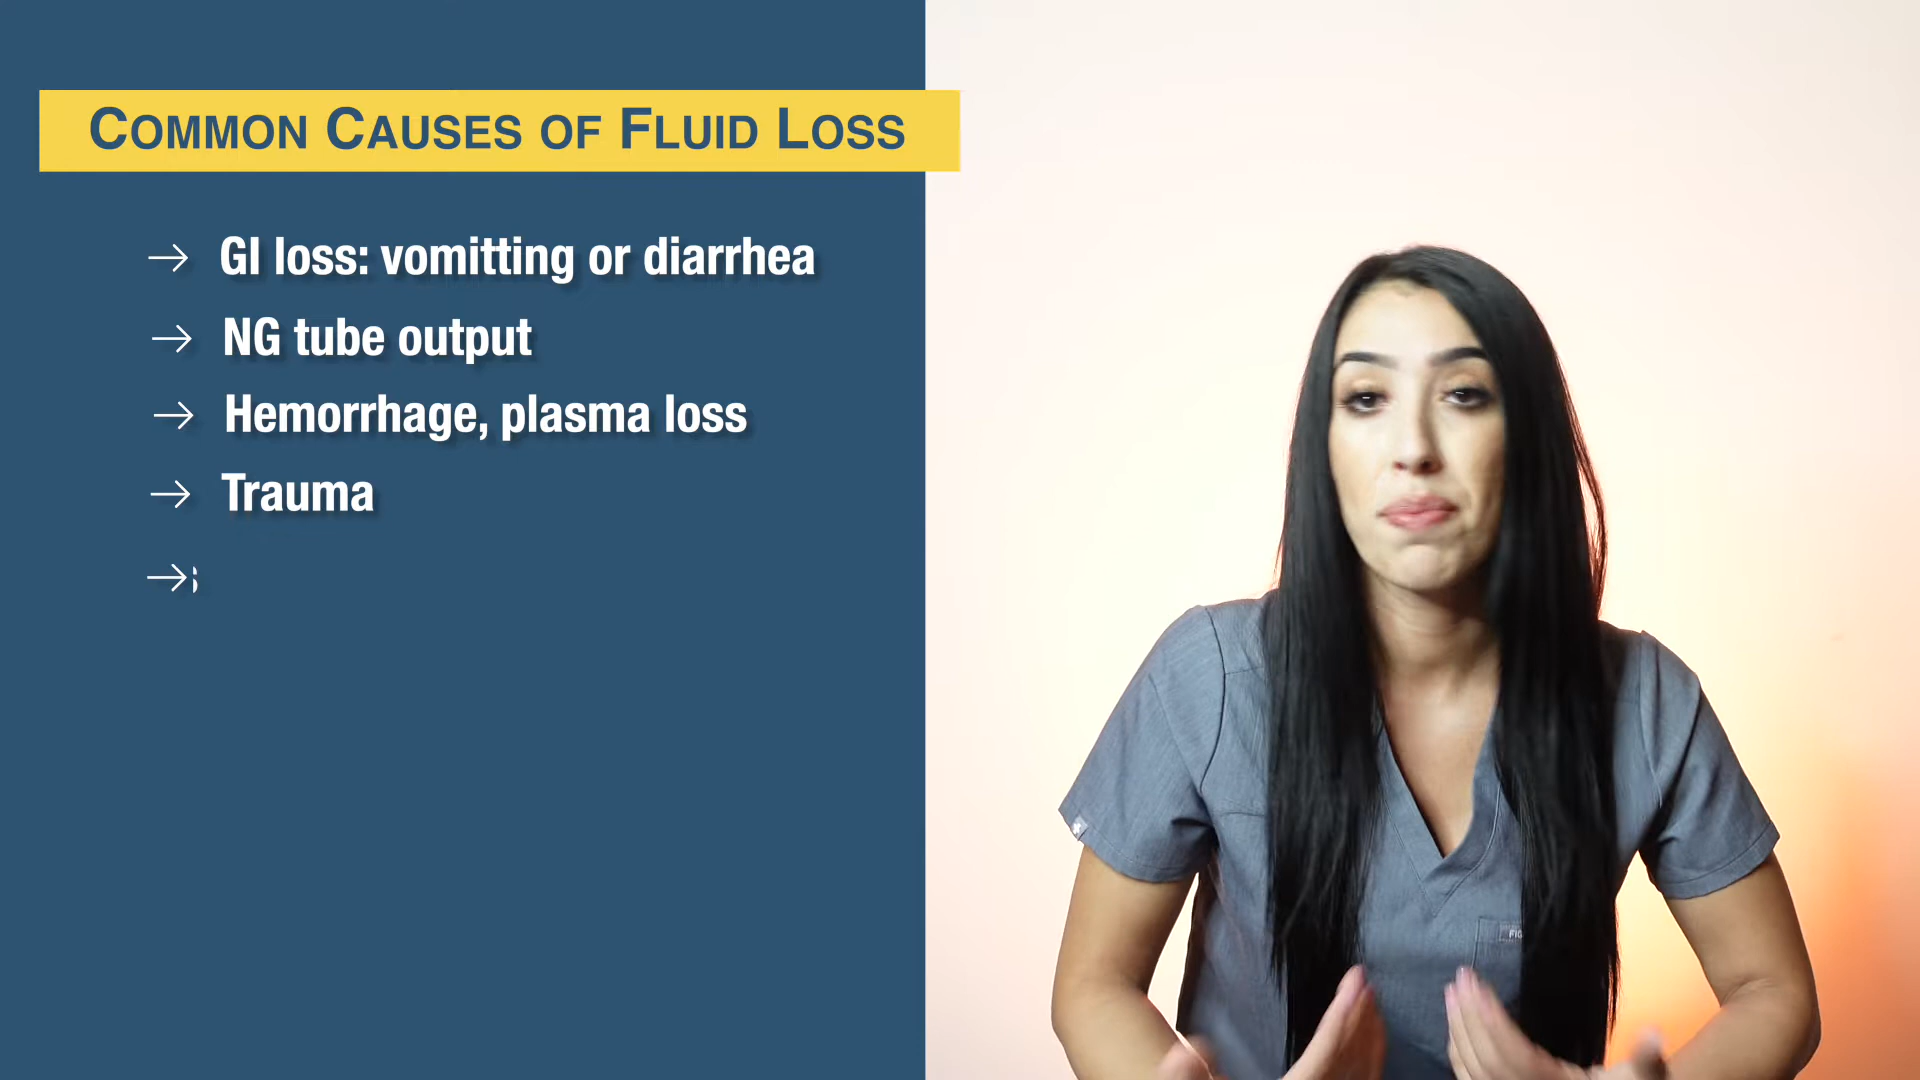 COMMON CAUSES OF FLUID LOSS
→ GI loss: vomitting or diarrhea
→ NG tube output
→ Hemorrhage, plasma loss
→ Trauma
→